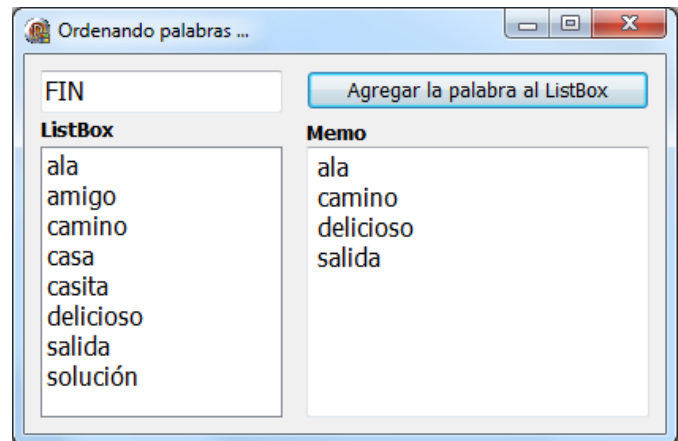 Ordenando palabras ...
FIN
Agregar la palabra al ListBox
ListBox
ala
amigo
camino
casa
casita
delicioso
salida
solución
Memo
ala
camino
delicioso
salida